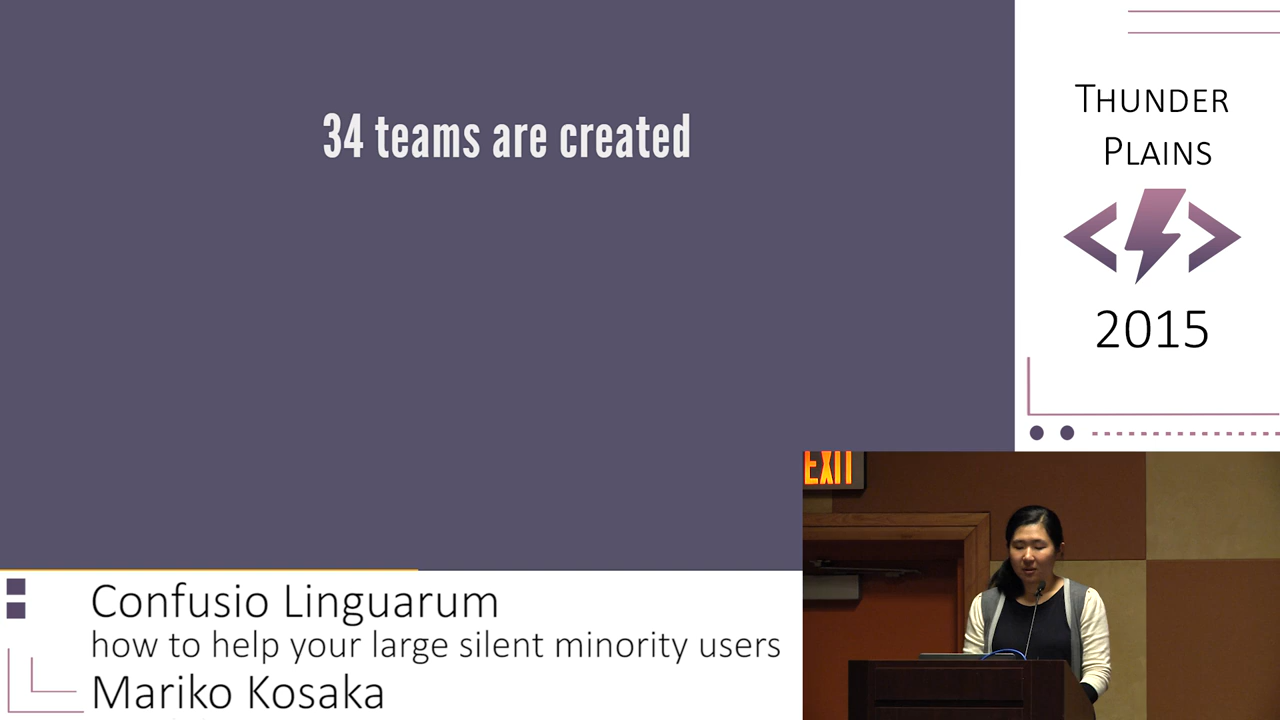 34 teams are created
THUNDER
PLAINS
2015
EXIT
Confusio Linguarum
how to help your large silent minority users
Mariko Kosaka